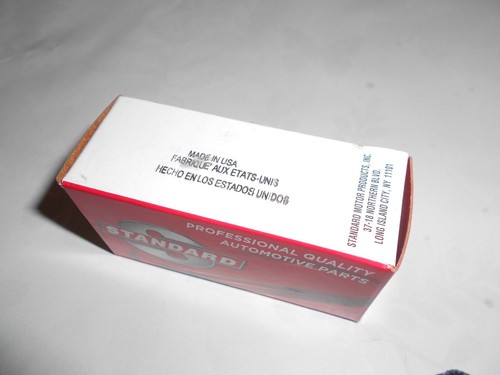 MADE IN USA
FABRIQUE' AUX ETATS-UNIS
HECHO EN LOS ESTADOS UNIDOS
STANDARD MOTOR PRODUCTS, INC.
37-18 NORTHERN BLVD.
LONG ISLAND CITY, NY 11101
STANDARD
PROFESSIONAL QUALITY
AUTOMOTIVE PARTS